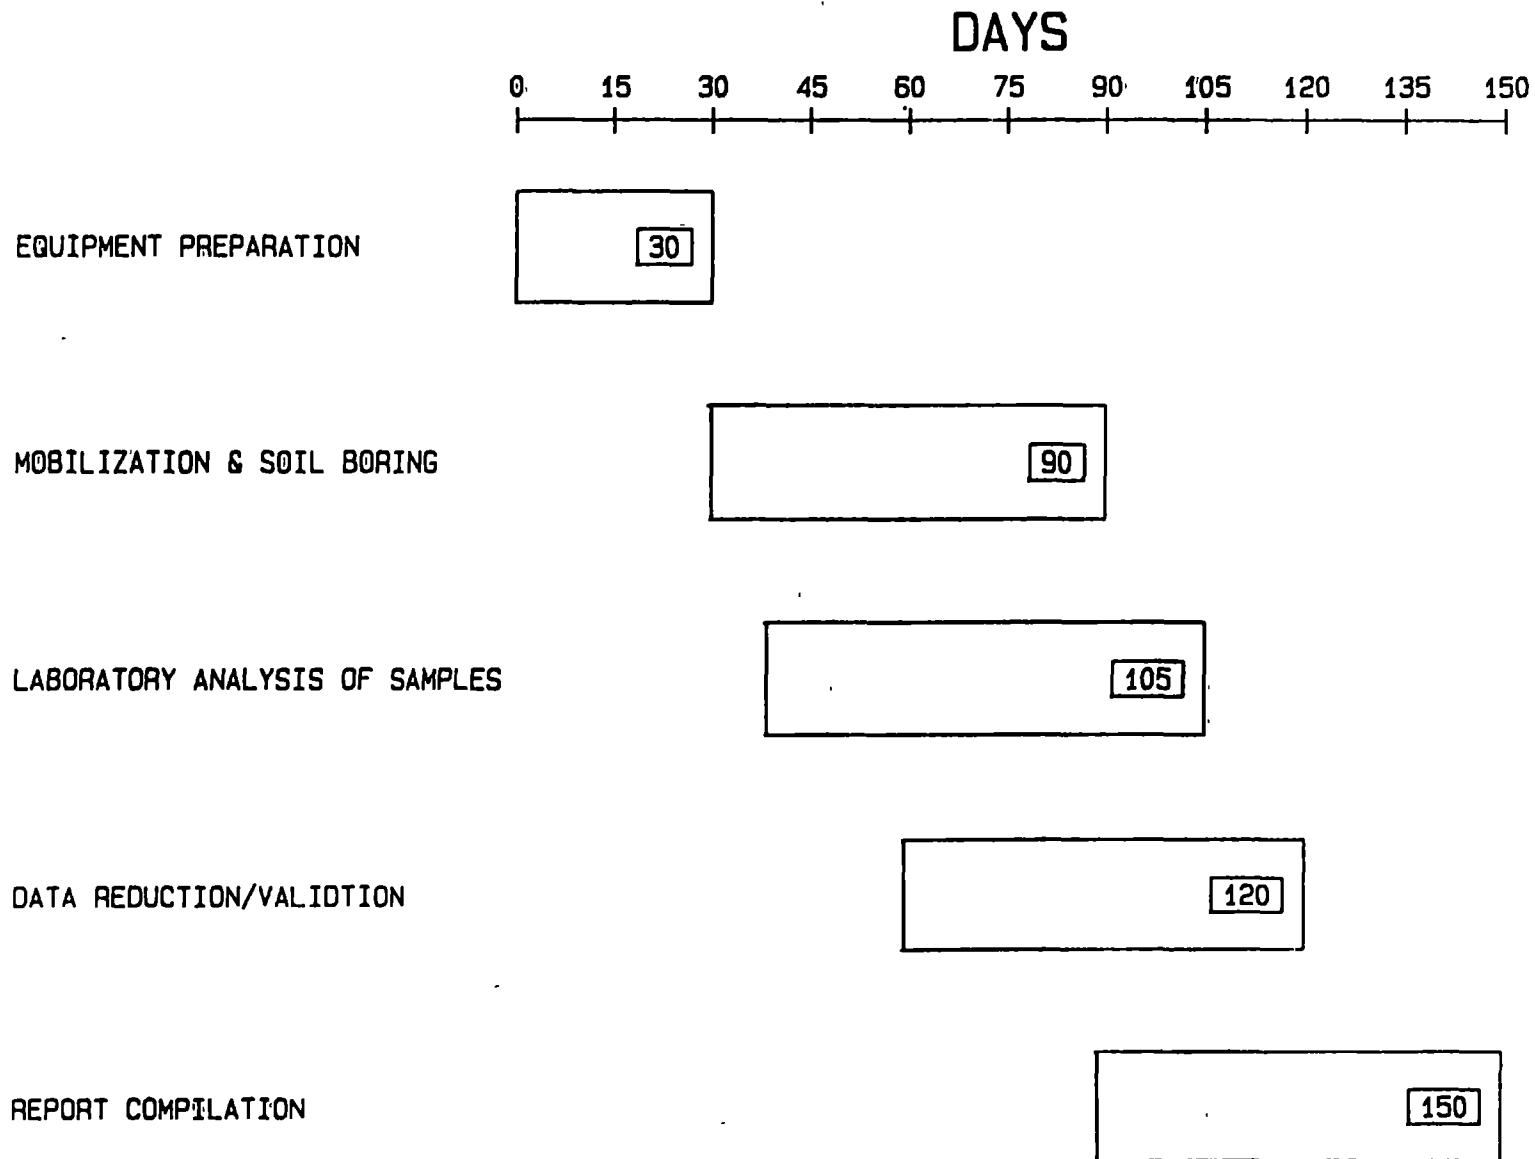 DAYS
0 15 30 45 60 75 90 105 120 135 150
EQUIPMENT PREPARATION
30
MOBILIZATION & SOIL BORING
90
LABORATORY ANALYSIS OF SAMPLES
105
DATA REDUCTION/VALIDTION
120
REPORT COMPILATION
150